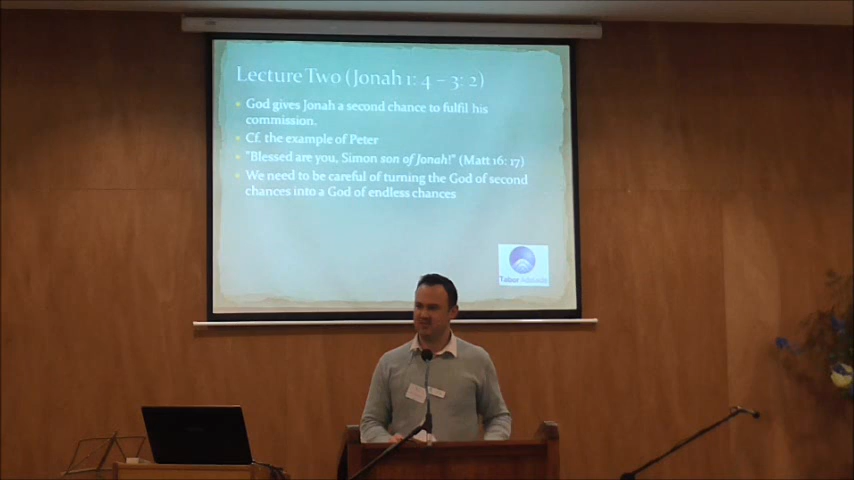 Lecture Two (Jonah 1: 4 – 3: 2)
God gives Jonah a second chance to fulfil his
commission.
Cf. the example of Peter
"Blessed are you, Simon son of Jonah!" (Matt 16: 17)
We need to be careful of turning the God of second
chances into a God of endless chances
Tabor Adelaide